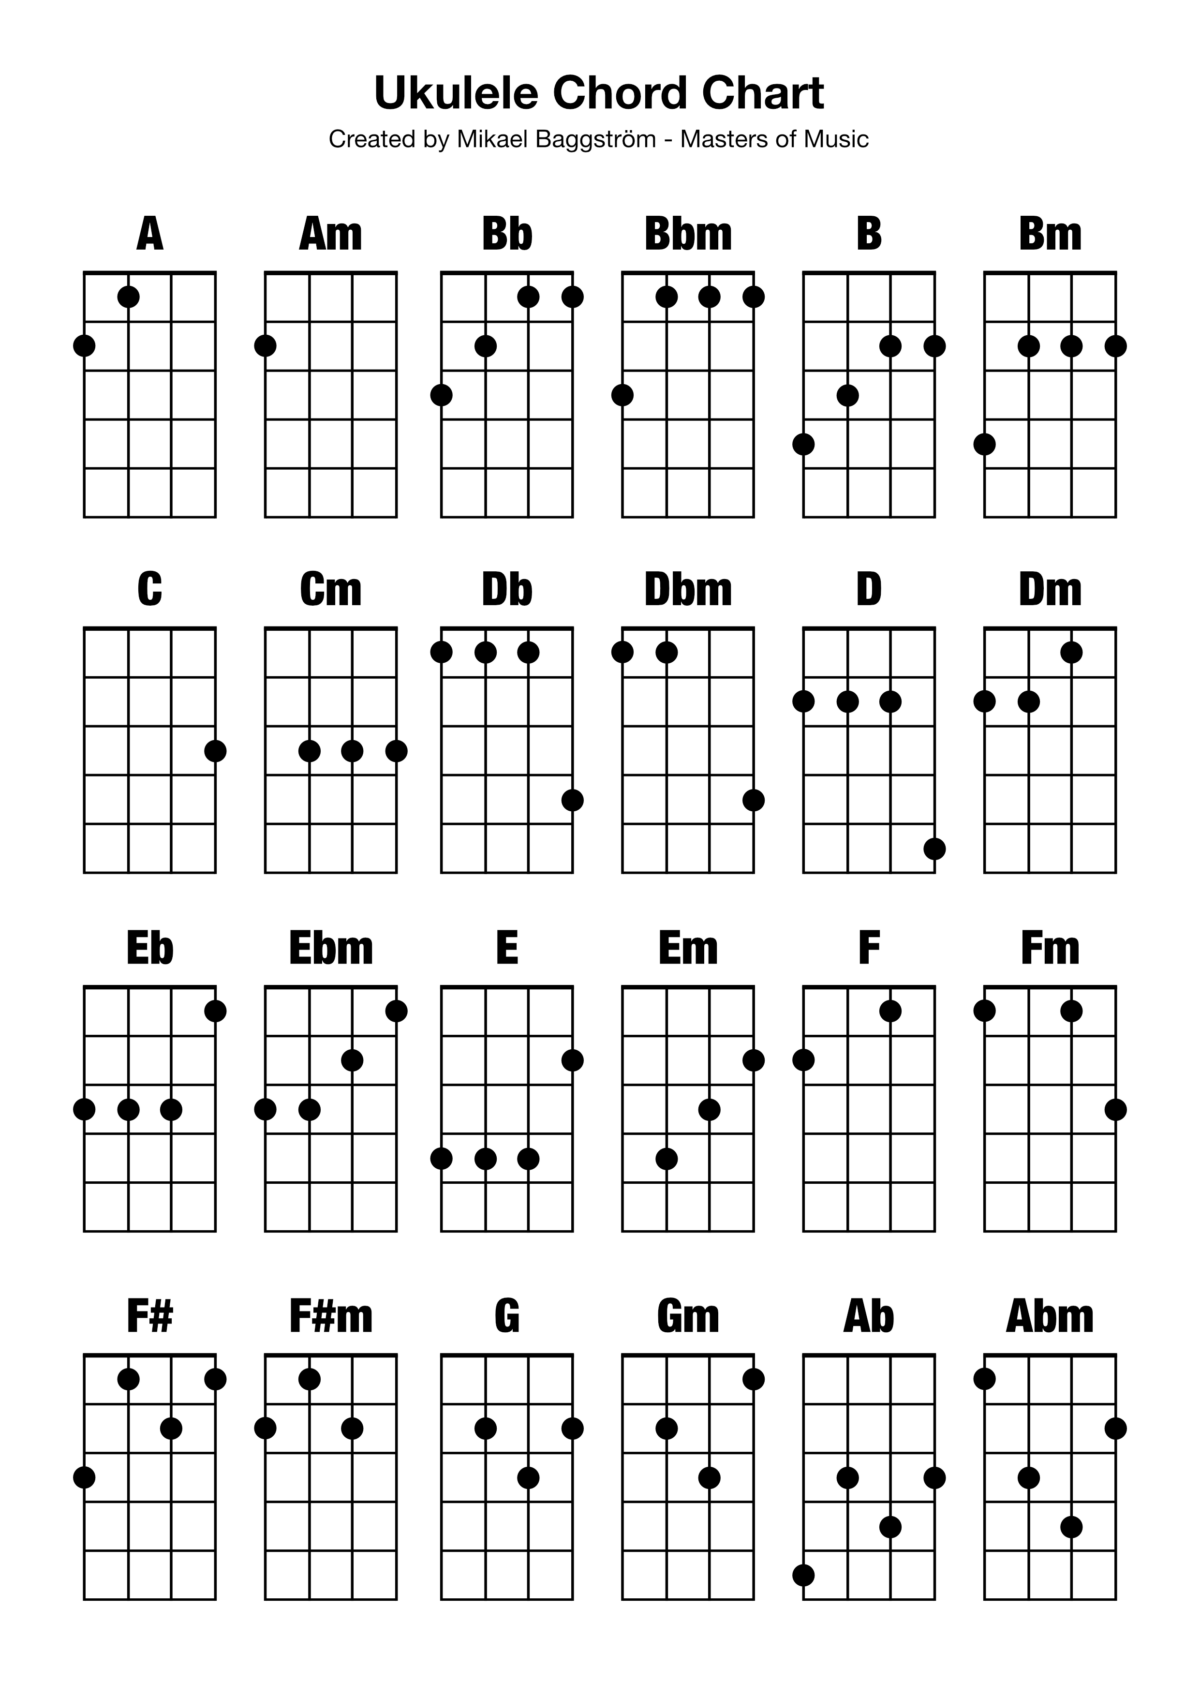 Ukulele Chord Chart
Created by Mikael Baggström - Masters of Music
A Am Bb Bbm B Bm
C Cm Db Dbm D Dm
Eb Ebm E Em F Fm
F# F#m G Gm Ab Abm